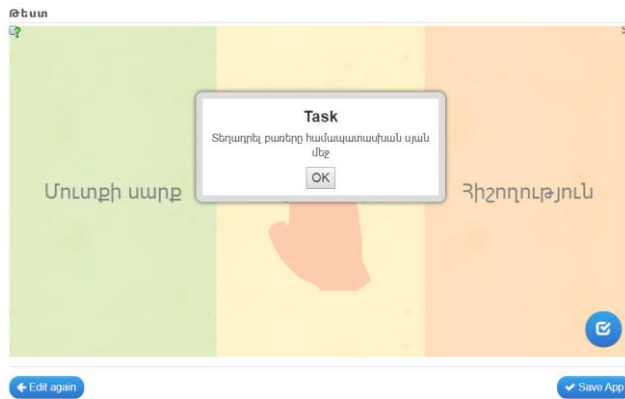 Թեստ
Task
Տեղադրել բառերը համապատասխան սյան
մեջ
OK
Մուտքի սարք
Հիշողություն
Edit again
Save App